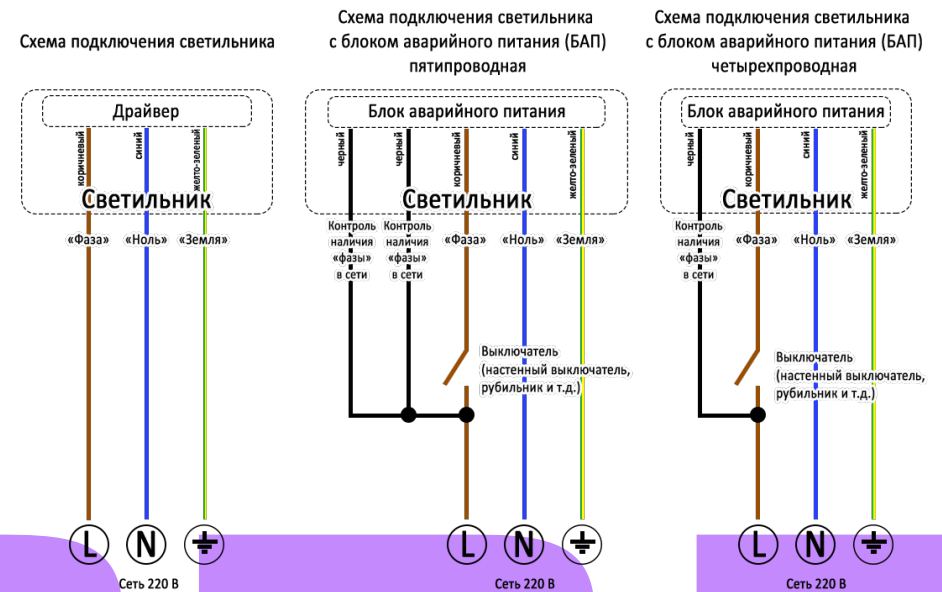 Схема подключения светильника
Драйвер
коричневый
синий
желто-зеленый
Светильник
«Фаза»
«Ноль»
«Земля»
L
N
Сеть 220 В
Схема подключения светильника
с блоком аварийного питания (БАП)
пятипроводная
Блок аварийного питания
черный
черный
коричневый
синий
желто-зеленый
Светильник
Контроль
наличия
«фазы»
в сети
Контроль
наличия
«фазы»
в сети
«Фаза»
«Ноль»
«Земля»
Выключатель
(настенный выключатель,
рубильник и т.д.)
L
N
Сеть 220 В
Схема подключения светильника
с блоком аварийного питания (БАП)
четырехпроводная
Блок аварийного питания
черный
коричневый
синий
желто-зеленый
Светильник
Контроль
наличия
«фазы»
в сети
«Фаза»
«Ноль»
«Земля»
Выключатель
(настенный выключатель,
рубильник и т.д.)
L
N
Сеть 220 В